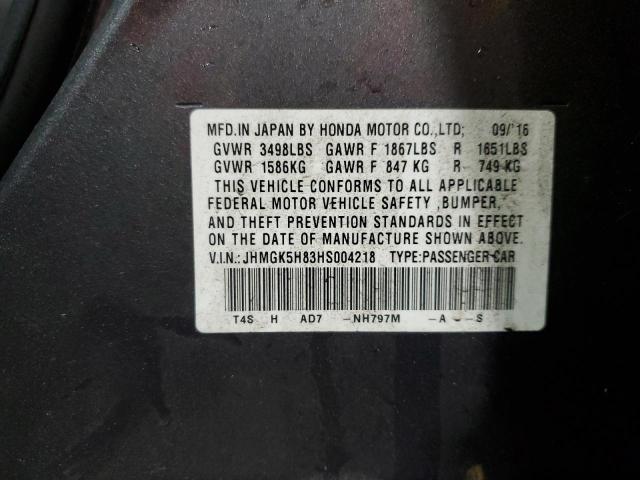 MFD.IN JAPAN BY HONDA MOTOR CO.,LTD; 09/'16
GVWR 3498LBS GAWR F 1867LBS R 1651LBS
GVWR 1586KG GAWR F 847 KG R 749 KG
THIS VEHICLE CONFORMS TO ALL APPLICABLE
FEDERAL MOTOR VEHICLE SAFETY ,BUMPER,
AND THEFT PREVENTION STANDARDS IN EFFECT
ON THE DATE OF MANUFACTURE SHOWN ABOVE.
V.I.N.:JHMGK5H83HS004218 TYPE:PASSENGER CAR
T4S H AD7 -NH797M -A - -S